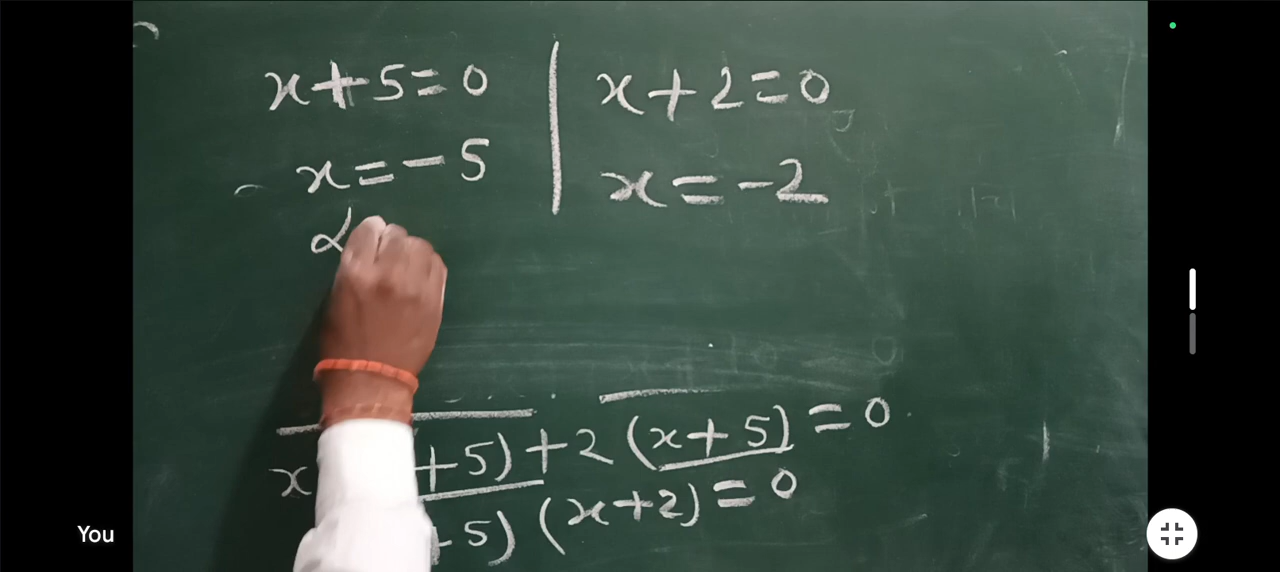 x+5=0
x=-5
α
x+2=0
x=-2
x +5)+2(x+5)=0
5)(x+2)=0
You